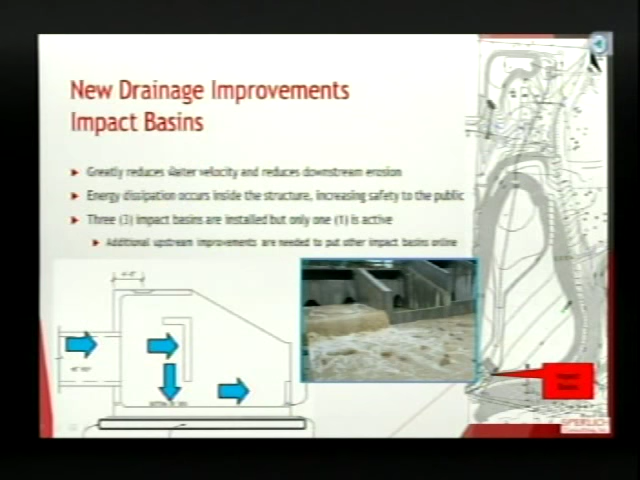 New Drainage Improvements
Impact Basins
Greatly reduces water velocity and reduces downstream erosion
Energy dissipation occurs inside the structure, increasing safety to the public
Three (3) impact basins are installed but only one (1) is active
Additional upstream improvements are needed to put other impact basins online
Impact
Basin